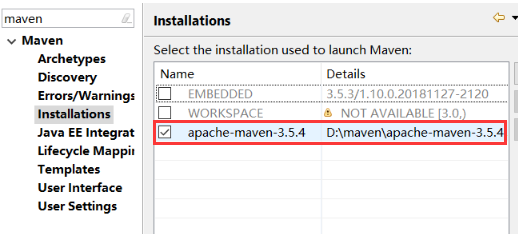 maven
Maven
Archetypes
Discovery
Errors/Warnings
Installations
Java EE Integrat
Lifecycle Mappin
Templates
User Interface
User Settings
Installations
Select the installation used to launch Maven:
Name Details
EMBEDDED 3.5.3/1.10.0.20181127-2120
WORKSPACE NOT AVAILABLE [3.0,)
apache-maven-3.5.4 D:\maven\apache-maven-3.5.4